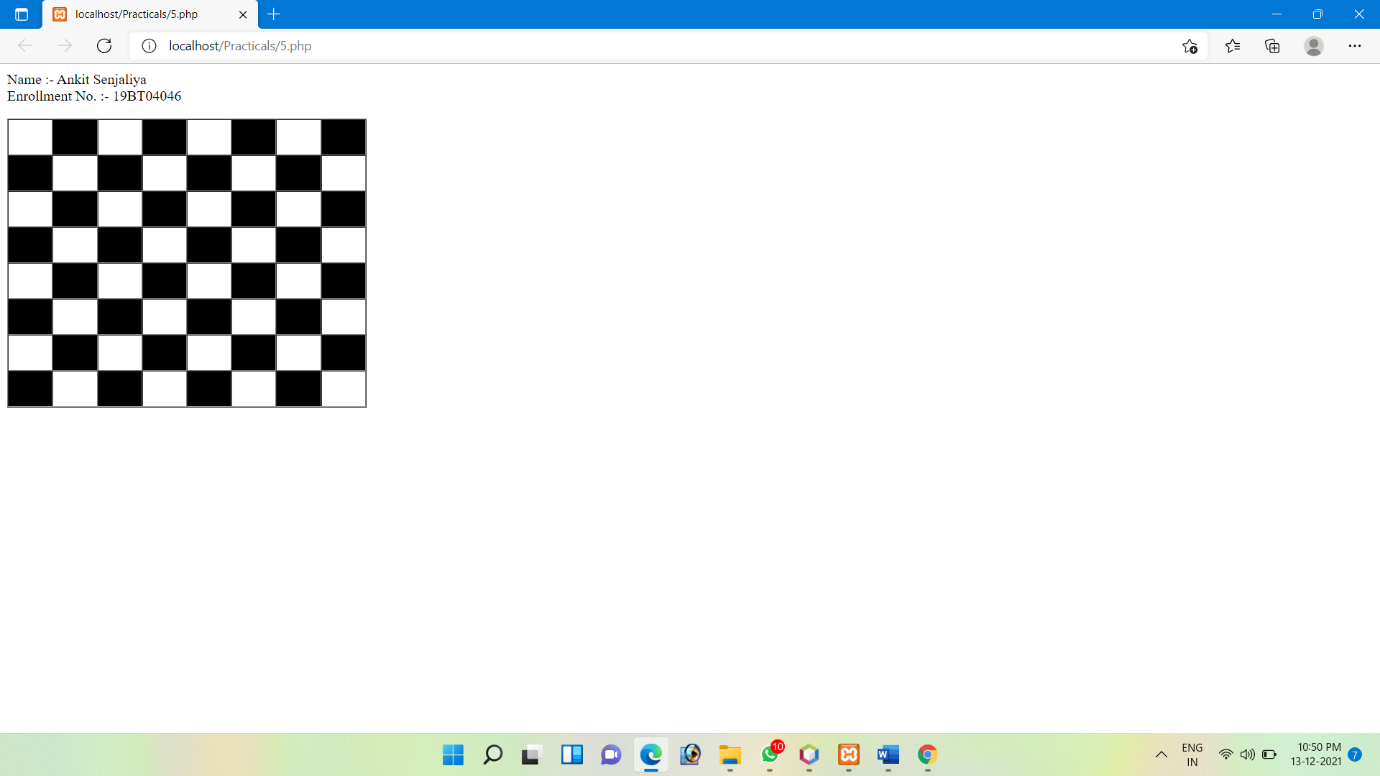 localhost/Practicals/5.php
localhost/Practicals/5.php
Name :- Ankit Senjaliya
Enrollment No. :- 19BT04046
10
ENG
IN
10:50 PM
13-12-2021
7